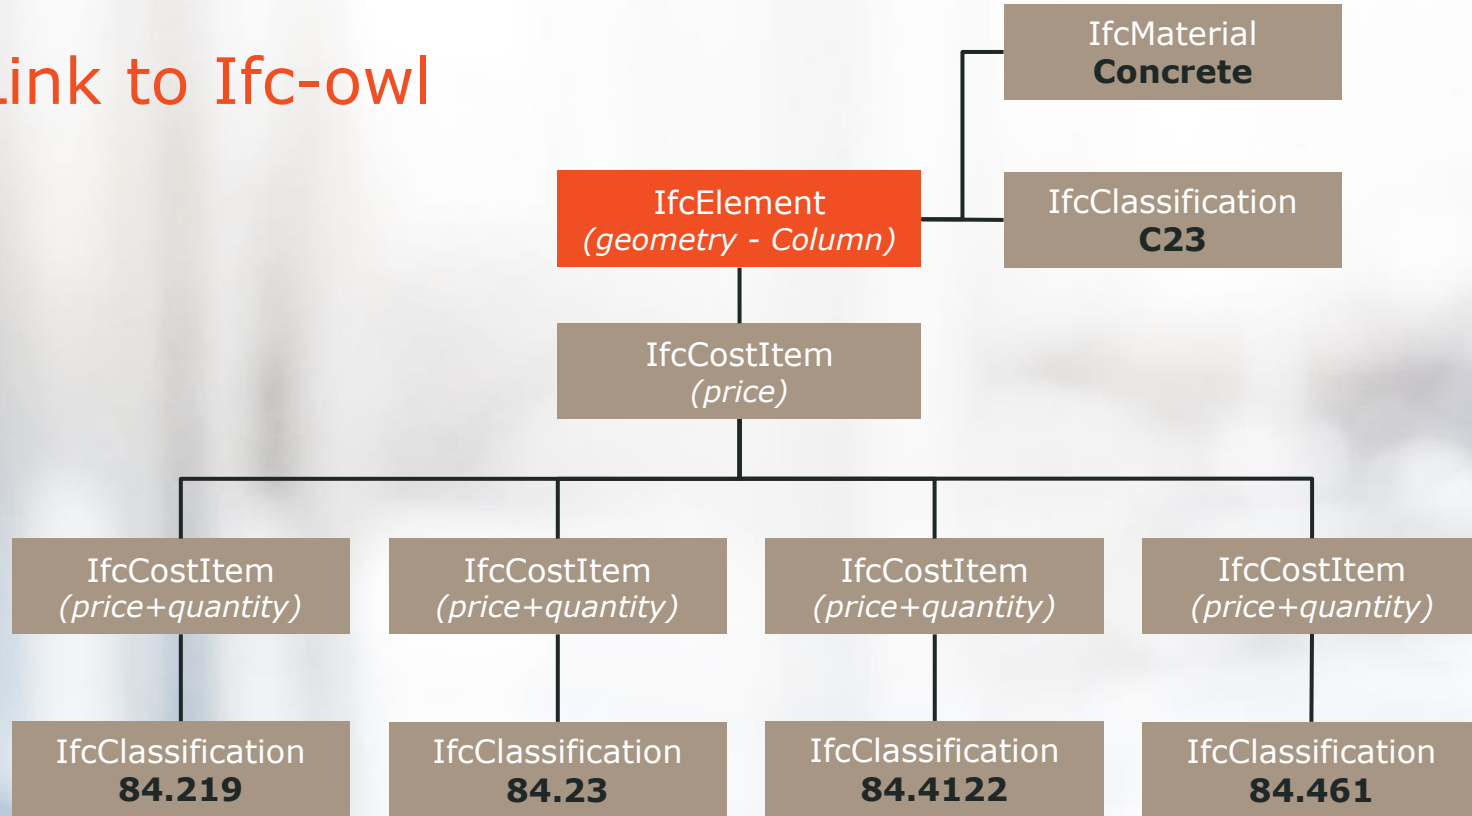 ink to Ifc-owl
IfcMaterial
Concrete
IfcElement
(geometry - Column)
IfcClassification
C23
IfcCostItem
(price)
IfcCostItem
(price+quantity)
IfcCostItem
(price+quantity)
IfcCostItem
(price+quantity)
IfcCostItem
(price+quantity)
IfcClassification
84.219
IfcClassification
84.23
IfcClassification
84.4122
IfcClassification
84.461